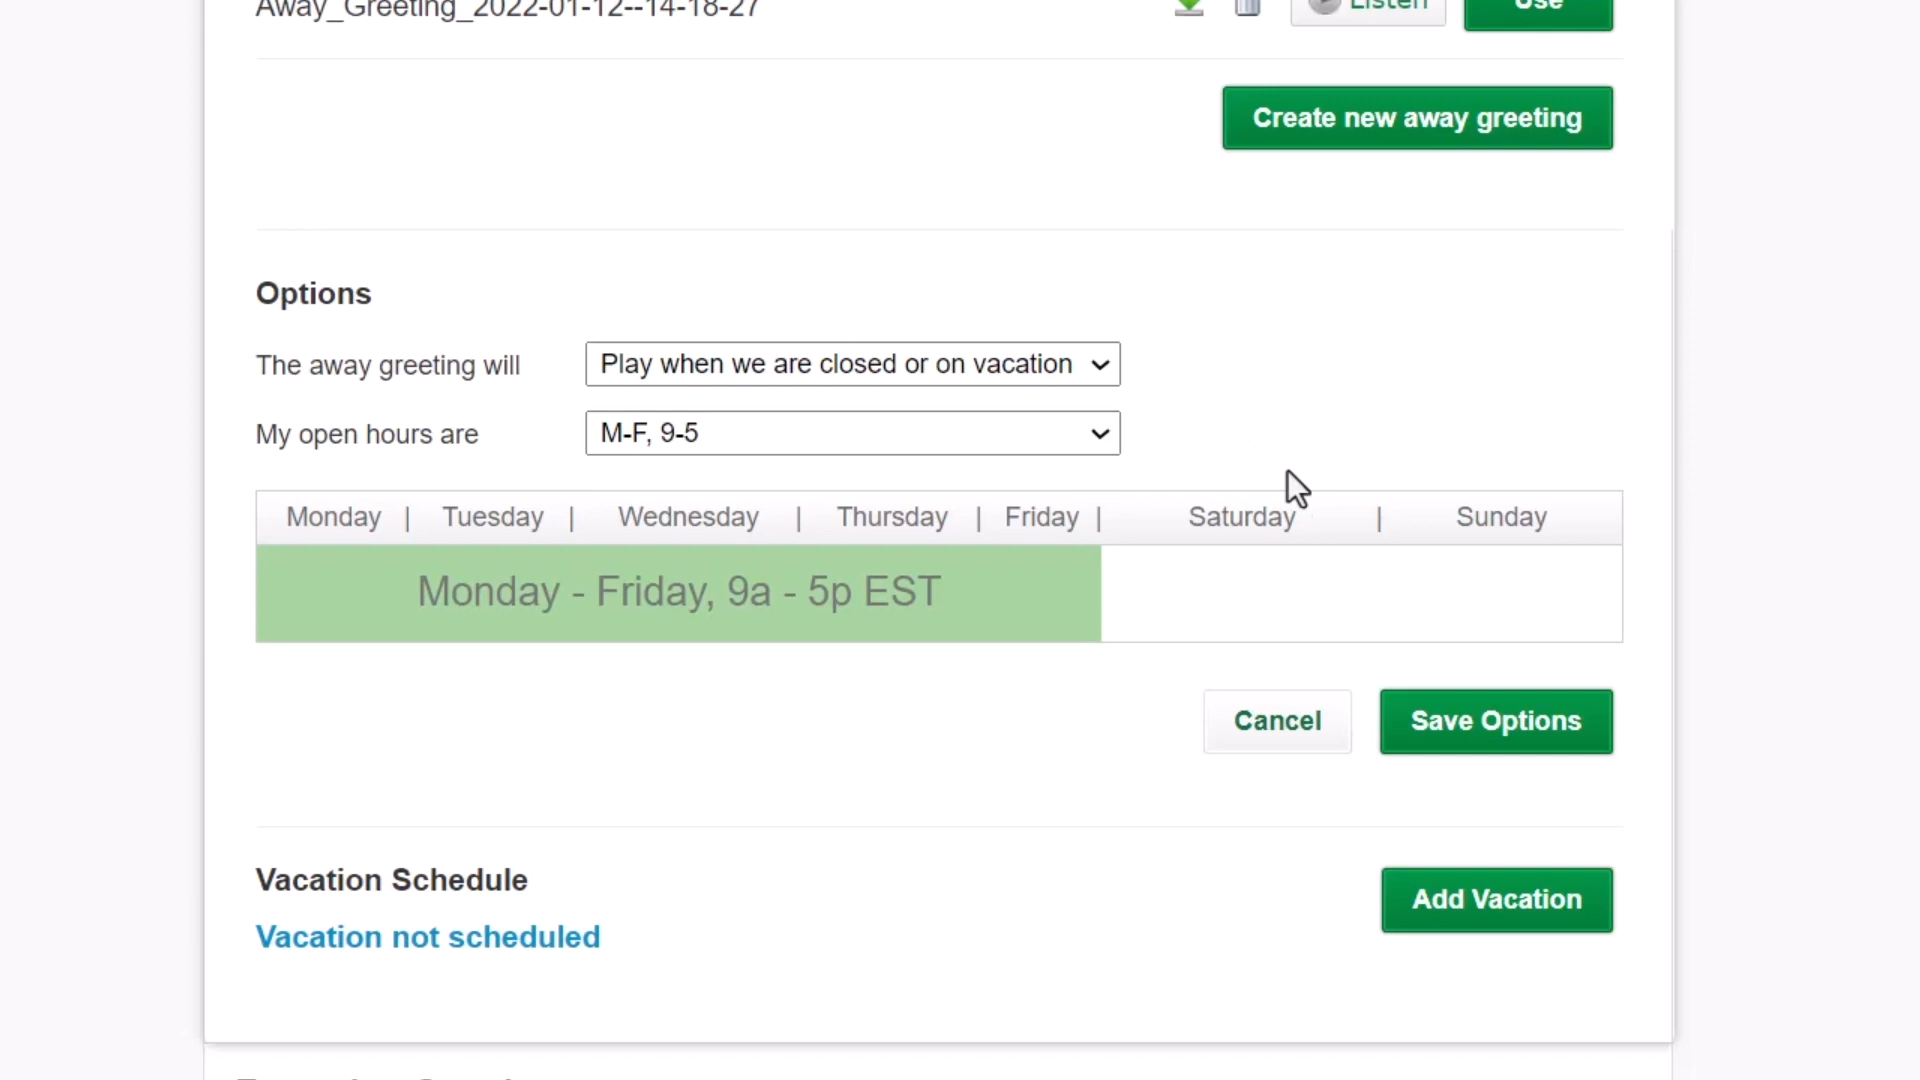 Away_Greeting_2022-01-12--14-18-27 Listen Use
Create new away greeting
Options
The away greeting will Play when we are closed or on vacation
My open hours are M-F, 9-5
Monday | Tuesday | Wednesday | Thursday | Friday | Saturday | Sunday
Monday - Friday, 9a - 5p EST
Cancel Save Options
Vacation Schedule
Add Vacation
Vacation not scheduled